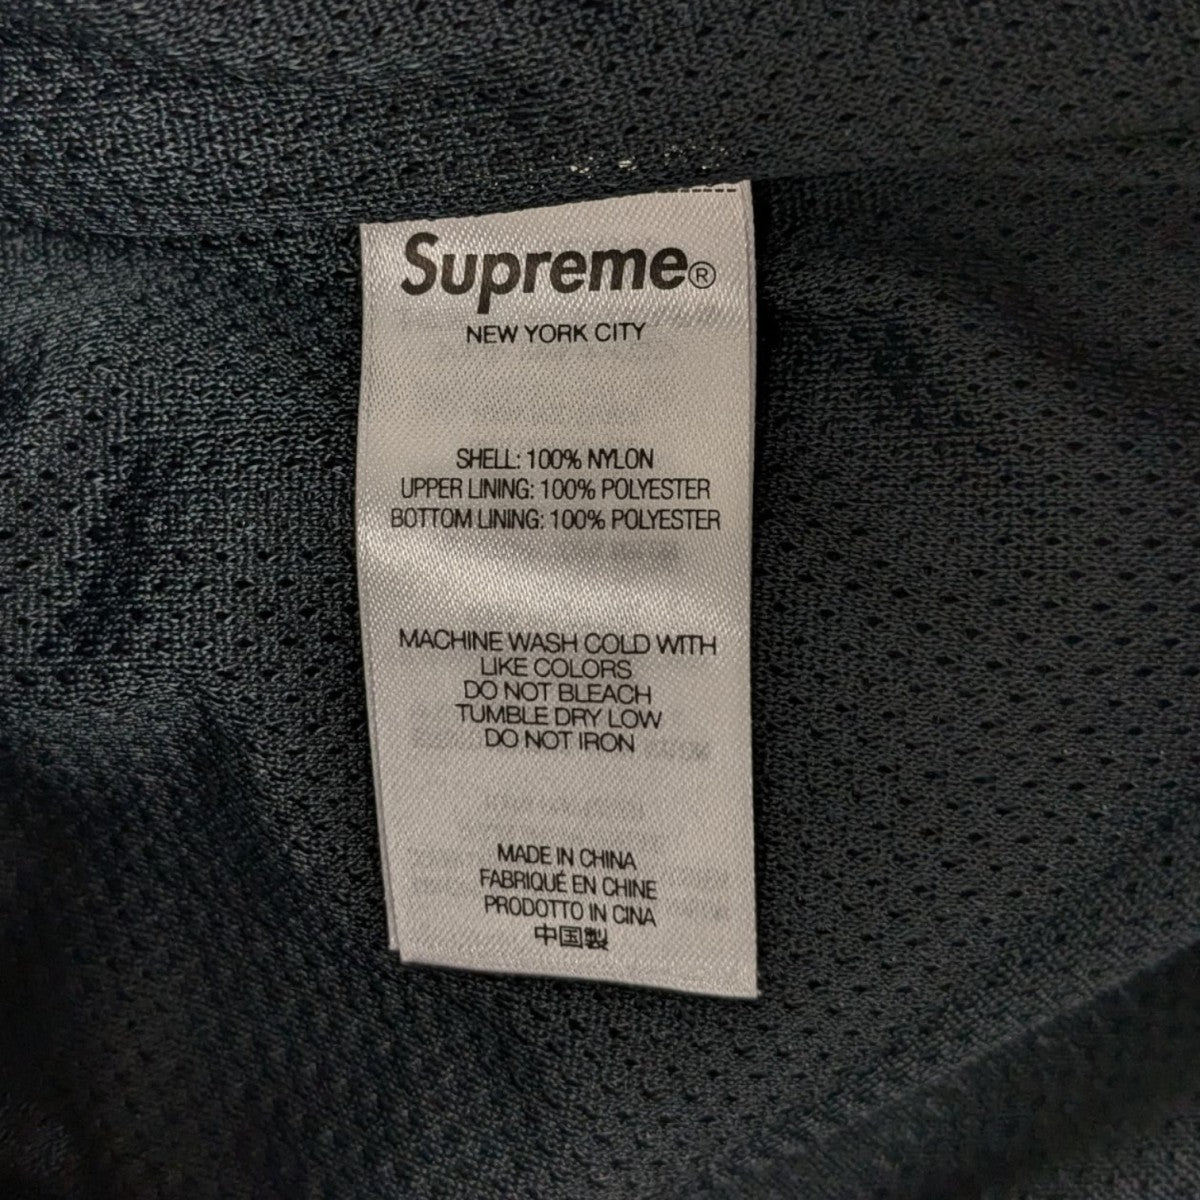 Supreme®
NEW YORK CITY
SHELL: 100% NYLON
UPPER LINING: 100% POLYESTER
BOTTOM LINING: 100% POLYESTER
MACHINE WASH COLD WITH
LIKE COLORS
DO NOT BLEACH
TUMBLE DRY LOW
DO NOT IRON
MADE IN CHINA
FABRIQUÉ EN CHINE
PRODOTTO IN CINA
中国製